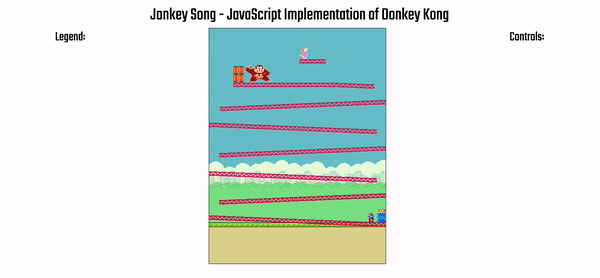 Jonkey Song - JavaScript Implementation of Donkey Kong
Legend:
Controls: